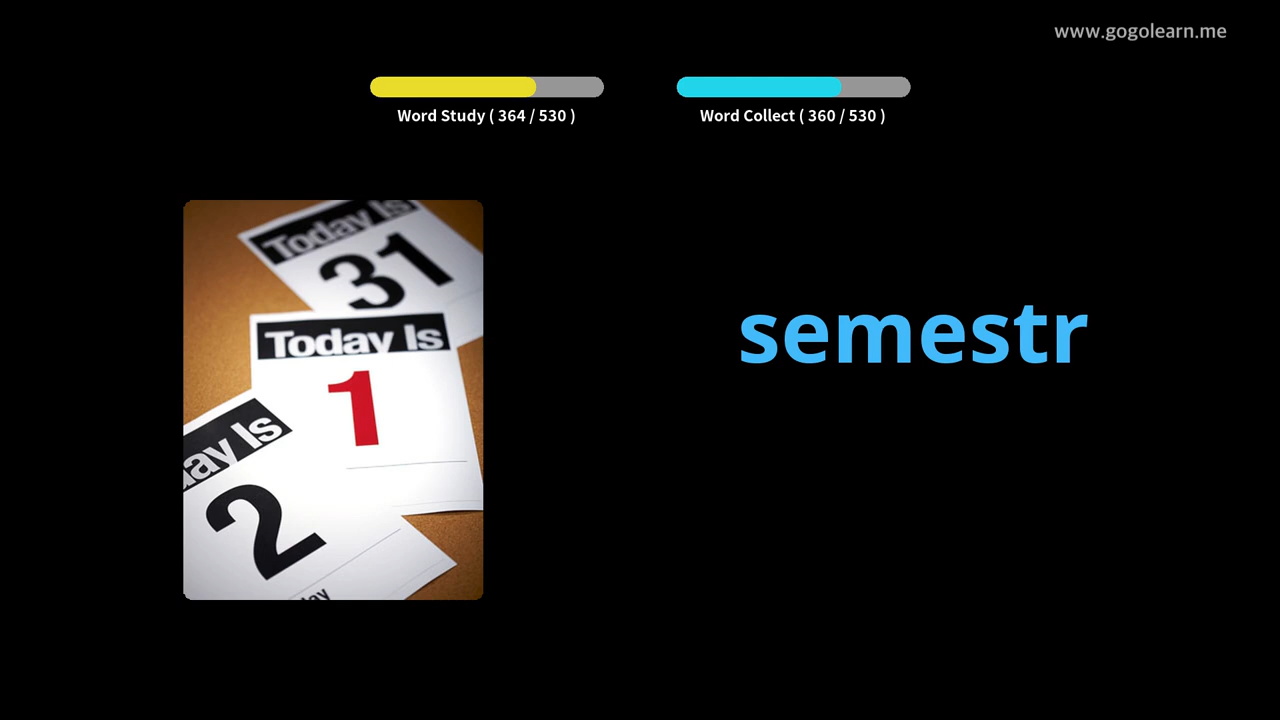 www.gogolearn.me
Word Study ( 364 / 530 )
Word Collect ( 360 / 530 )
Today Is
31
Today Is
1
ay Is
2
semestr